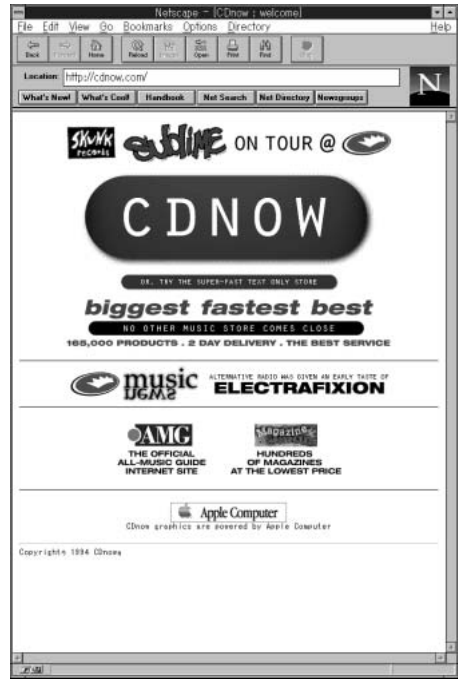 Netscape - [CDnow : welcome]
File Edit View Go Bookmarks Options Directory Help
Back Forward Home Reload Images Open Print Find Stop
Location: http://cdnow.com/
N
What's New! What's Cool! Handbook Net Search Net Directory Newsgroups
SKUNK records SUBLIME ON TOUR @
CDNOW
OR, TRY THE SUPER-FAST TEXT ONLY STORE
biggest fastest best
NO OTHER MUSIC STORE COMES CLOSE
165,000 PRODUCTS . 2 DAY DELIVERY . THE BEST SERVICE
music news
ALTERNATIVE RADIO WAS GIVEN AN EARLY TASTE OF
ELECTRAFIXION
AMG
THE OFFICIAL
ALL-MUSIC GUIDE
INTERNET SITE
Magazine
HUNDREDS
OF MAGAZINES
AT THE LOWEST PRICE
Apple Computer
CDnow graphics are powered by Apple Computer
Copyright© 1994 CDnow